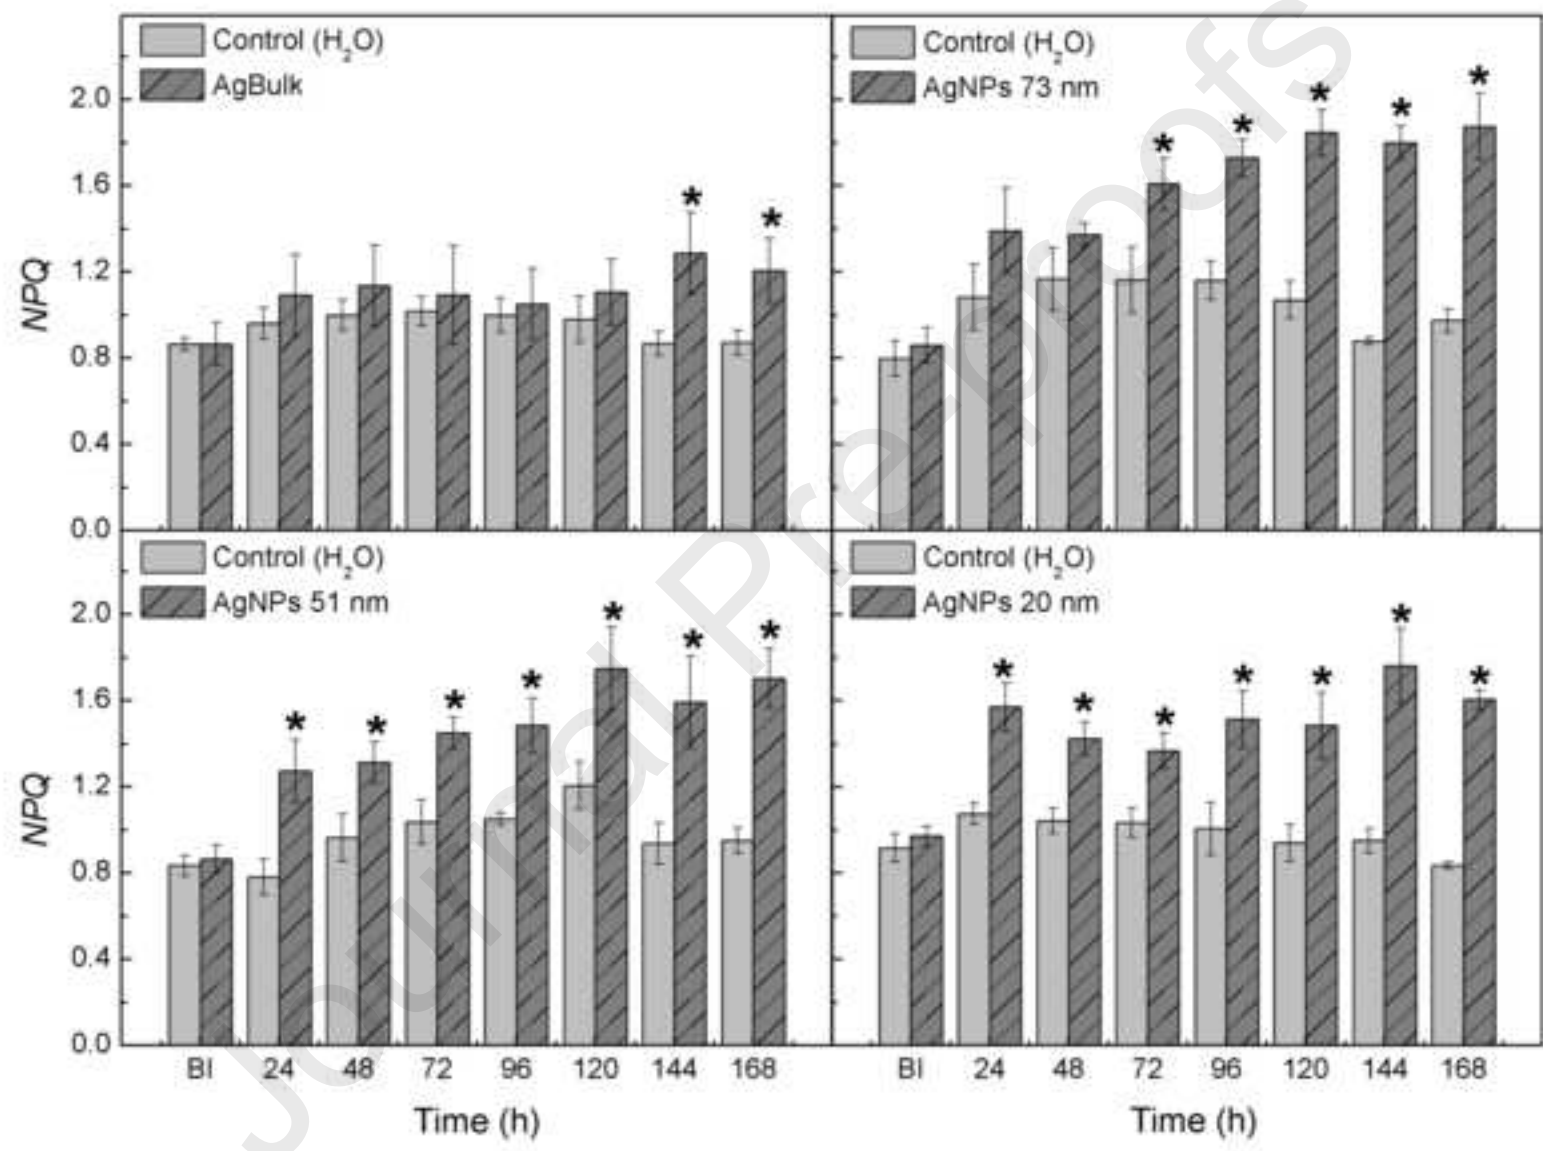 Control (H₂O)
AgBulk
Control (H₂O)
AgNPs 73 nm
NPQ
2.0
1.6
1.2
0.8
0.4
0.0
* *
* * * * *
Control (H₂O)
AgNPs 51 nm
Control (H₂O)
AgNPs 20 nm
NPQ
2.0
1.6
1.2
0.8
0.4
0.0
* * * * * * *
* * * * * * *
BI 24 48 72 96 120 144 168
BI 24 48 72 96 120 144 168
Time (h)
Time (h)
Journal Pre-proofs